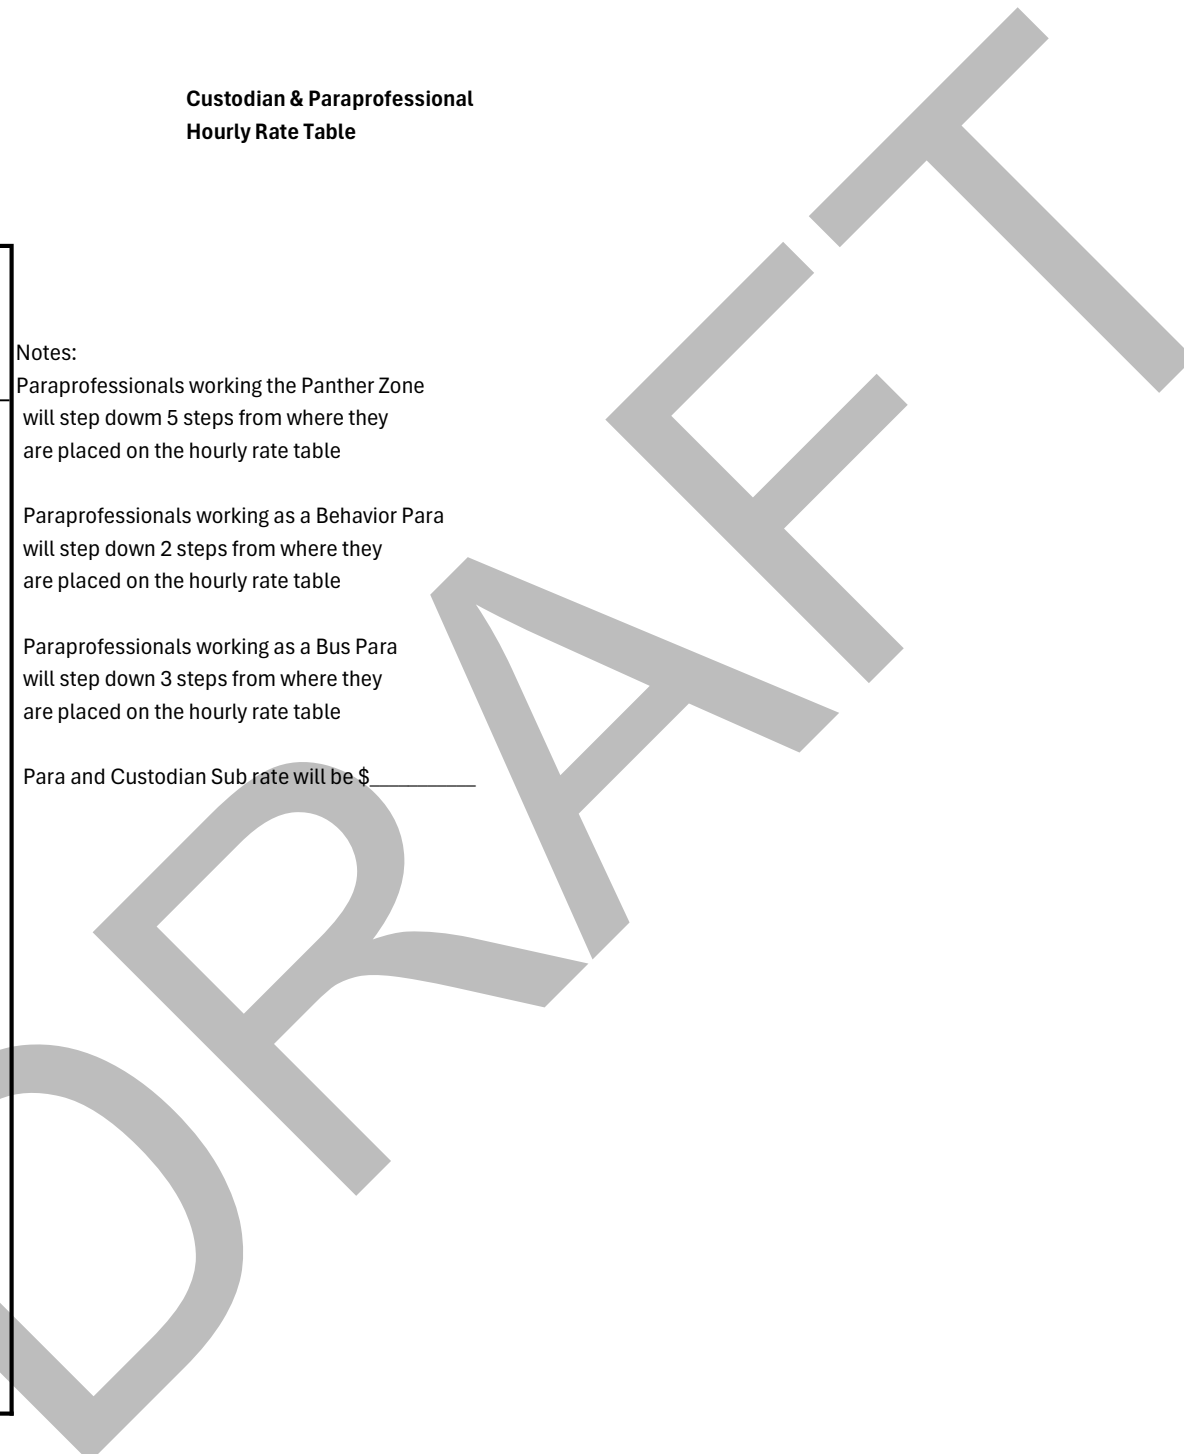 Custodian & Paraprofessional
Hourly Rate Table
Notes:
Paraprofessionals working the Panther Zone
will step dowm 5 steps from where they
are placed on the hourly rate table
Paraprofessionals working as a Behavior Para
will step down 2 steps from where they
are placed on the hourly rate table
Paraprofessionals working as a Bus Para
will step down 3 steps from where they
are placed on the hourly rate table
Para and Custodian Sub rate will be $__________
DRAFT